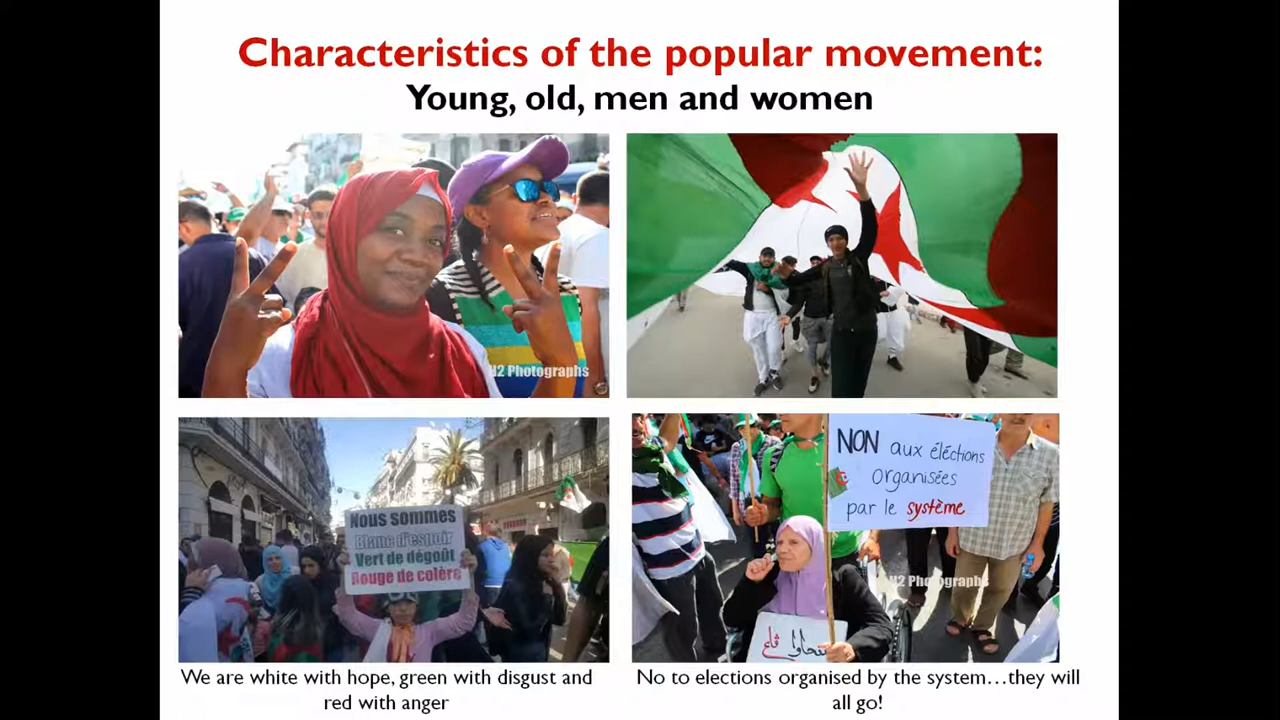 Characteristics of the popular movement:
Young, old, men and women
H2 Photographs
Nous sommes
Blanc d'espoir
Vert de dégoût
Rouge de colère
NON aux éléctions
organisées
par le système
H2 Photographs
يتنحاوا ڨاع
We are white with hope, green with disgust and
red with anger
No to elections organised by the system…they will
all go!